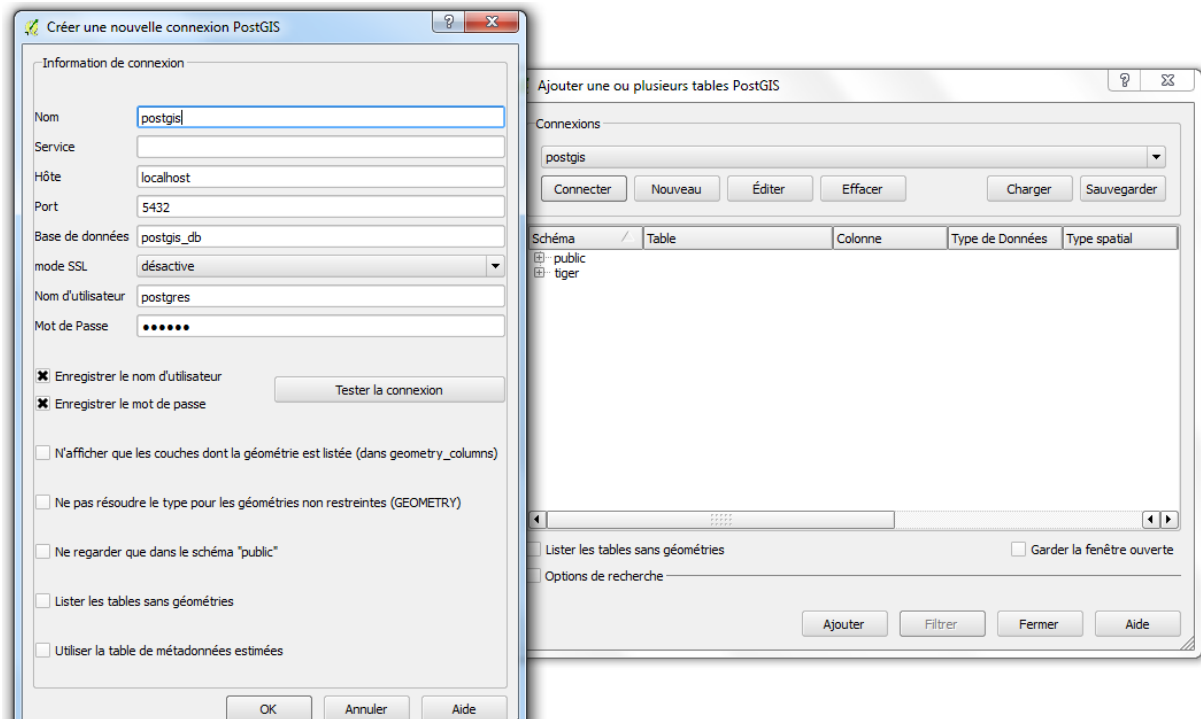 Créer une nouvelle connexion PostGIS
Information de connexion
Nom postgis
Service
Hôte localhost
Port 5432
Base de données postgis_db
mode SSL désactive
Nom d'utilisateur postgres
Mot de Passe ●●●●●●
Enregistrer le nom d'utilisateur
Tester la connexion
Enregistrer le mot de passe
N'afficher que les couches dont la géométrie est listée (dans geometry_columns)
Ne pas résoudre le type pour les géométries non restreintes (GEOMETRY)
Ne regarder que dans le schéma "public"
Lister les tables sans géométries
Utiliser la table de métadonnées estimées
OK Annuler Aide
Ajouter une ou plusieurs tables PostGIS
Connexions
postgis
Connecter Nouveau Éditer Effacer Charger Sauvegarder
Schéma Table Colonne Type de Données Type spatial
public
tiger
Lister les tables sans géométries Garder la fenêtre ouverte
Options de recherche
Ajouter Filtrer Fermer Aide